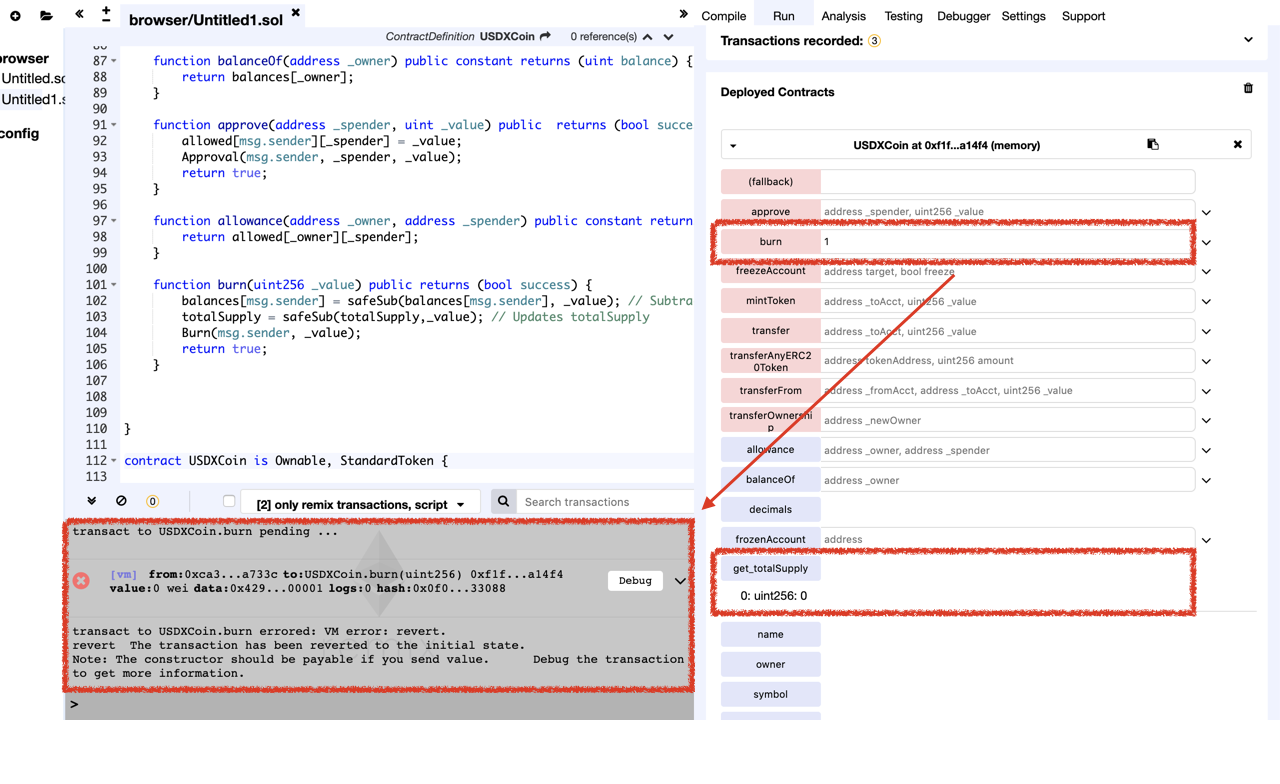 browser/Untitled1.sol
Compile
Run
Analysis
Testing
Debugger
Settings
Support
ContractDefinition USDXCoin
0 reference(s)
rowser
Untitled.sc
Untitled1.s
config
87 function balanceOf(address _owner) public constant returns (uint balance) {
88 return balances[_owner];
89 }
90
91 function approve(address _spender, uint _value) public  returns (bool succe
92 allowed[msg.sender][_spender] = _value;
93 Approval(msg.sender, _spender, _value);
94 return true;
95 }
96
97 function allowance(address _owner, address _spender) public constant return
98 return allowed[_owner][_spender];
99 }
100
101 function burn(uint256 _value) public returns (bool success) {
102 balances[msg.sender] = safeSub(balances[msg.sender], _value); // Subtra
103 totalSupply = safeSub(totalSupply,_value); // Updates totalSupply
104 Burn(msg.sender, _value);
105 return true;
106 }
107
108
109
110 }
111
112 contract USDXCoin is Ownable, StandardToken {
113
0
[2] only remix transactions, script
Search transactions
transact to USDXCoin.burn pending ...
[vm] from:0xca3...a733c to:USDXCoin.burn(uint256) 0xf1f...a14f4
value:0 wei data:0x429...00001 logs:0 hash:0x0f0...33088
Debug
transact to USDXCoin.burn errored: VM error: revert.
revert  The transaction has been reverted to the initial state.
Note: The constructor should be payable if you send value.      Debug the transaction
to get more information.
>
Transactions recorded: 3
Deployed Contracts
USDXCoin at 0xf1f...a14f4 (memory)
(fallback)
approve address _spender, uint256 _value
burn 1
freezeAccount address target, bool freeze
mintToken address _toAcct, uint256 _value
transfer address _toAcct, uint256 _value
transferAnyERC2
0Token address tokenAddress, uint256 amount
transferFrom address _fromAcct, address _toAcct, uint256 _value
transferOwnershi
p address _newOwner
allowance address _owner, address _spender
balanceOf address _owner
decimals
frozenAccount address
get_totalSupply
0: uint256: 0
name
owner
symbol